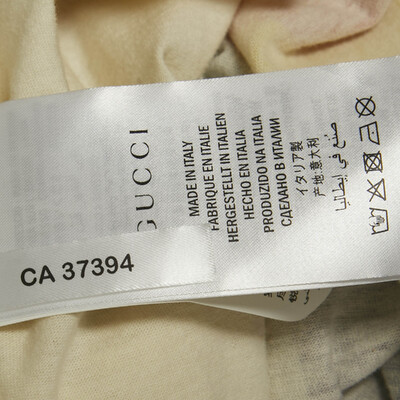 GUCCI
MADE IN ITALY
FABRIQUE EN ITALIE
HERGESTELLT IN ITALIEN
HECHO EN ITALIA
PRODUZIDO NA ITALIA
СДЕЛАНО В ИТАЛИИ
イタリア製
产地:意大利
صُنع في إيطاليا
CA 37394